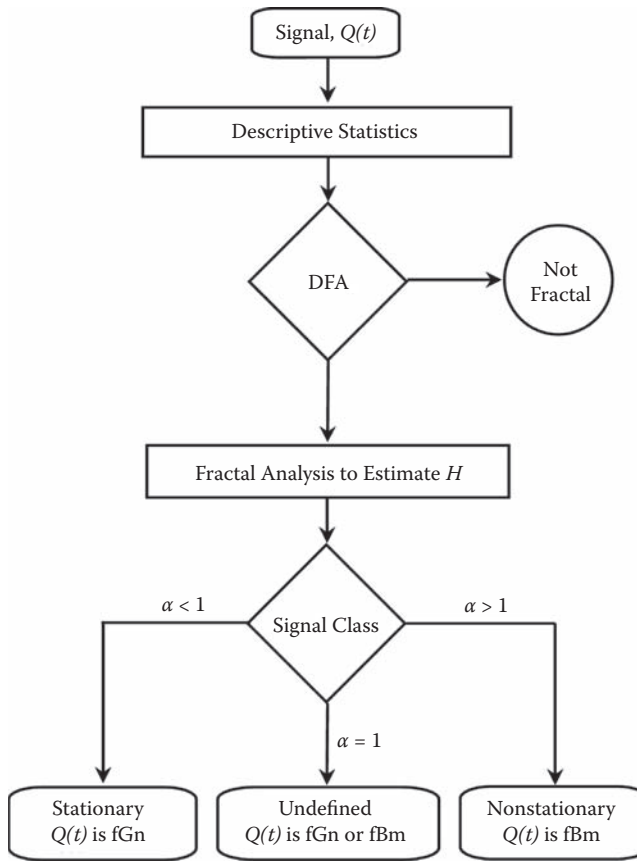 Signal, Q(t)
Descriptive Statistics
DFA
Not
Fractal
Fractal Analysis to Estimate H
α < 1
α > 1
Signal Class
α = 1
Stationary
Q(t) is fGn
Undefined
Q(t) is fGn or fBm
Nonstationary
Q(t) is fBm